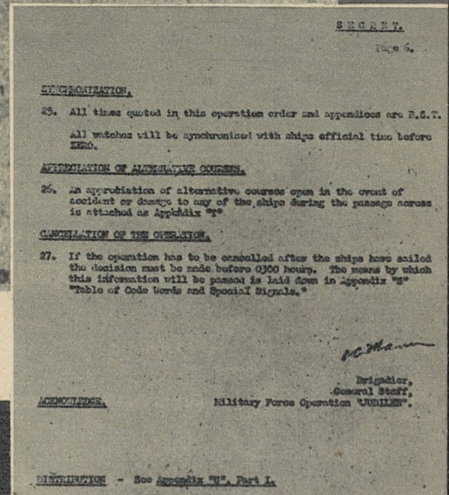 SECRET.
Page 6.
SYNCHRONIZATION.
25. All times quoted in this operation order and appendices are B.S.T.
All watches will be synchronised with ships official time before
ZERO.
APPRECIATION OF ALTERNATIVE COURSES.
26. An appreciation of alternative courses open in the event of
accident or damage to any of the ships during the passage across
is attached as Appendix "T"
CANCELLATION OF THE OPERATION.
27. If the operation has to be cancelled after the ships have sailed
the decision must be made before 0300 hours. The means by which
this information will be passed is laid down in Appendix "S"
"Table of Code Words and Special Signals."
Brigadier,
General Staff,
ACKNOWLEDGE. Military Force Operation "JUBILEE".
DISTRIBUTION - See Appendix "U". Part I.